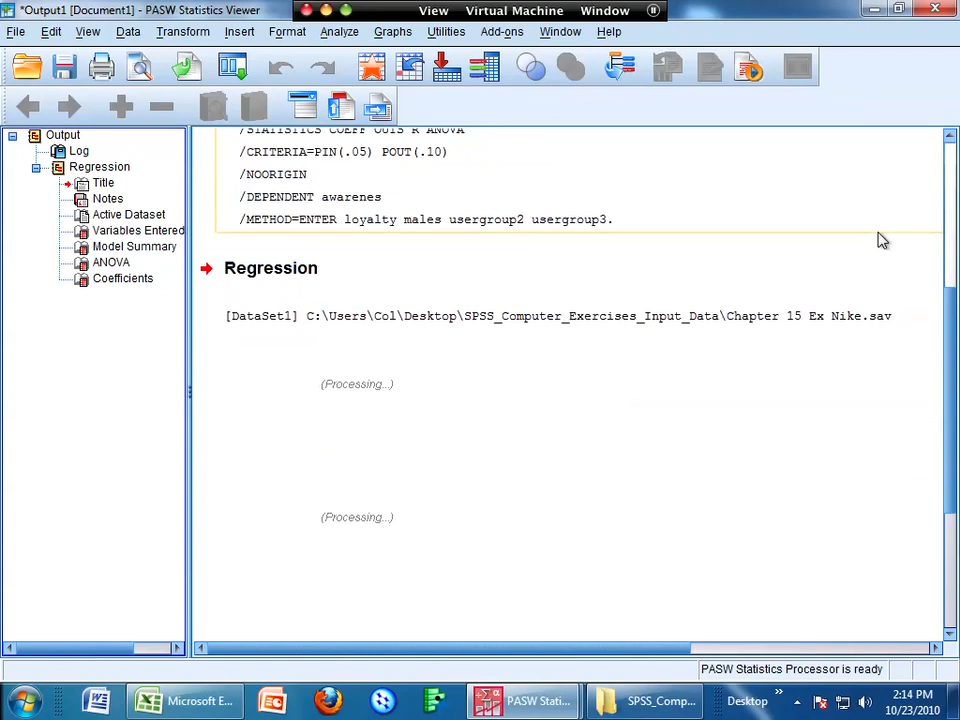 *Output1 [Document1] - PASW Statistics Viewer
View Virtual Machine Window
File Edit View Data Transform Insert Format Analyze Graphs Utilities Add-ons Window Help
Output
Log
Regression
Title
Notes
Active Dataset
Variables Entered
Model Summary
ANOVA
Coefficients
/STATISTICS COEFF OUTS R ANOVA
/CRITERIA=PIN(.05) POUT(.10)
/NOORIGIN
/DEPENDENT awarenes
/METHOD=ENTER loyalty males usergroup2 usergroup3.
Regression
[DataSet1] C:\Users\Col\Desktop\SPSS_Computer_Exercises_Input_Data\Chapter 15 Ex Nike.sav
(Processing...)
(Processing...)
PASW Statistics Processor is ready
Microsoft E...
PASW Stati...
SPSS_Comp...
Desktop
2:14 PM
10/23/2010